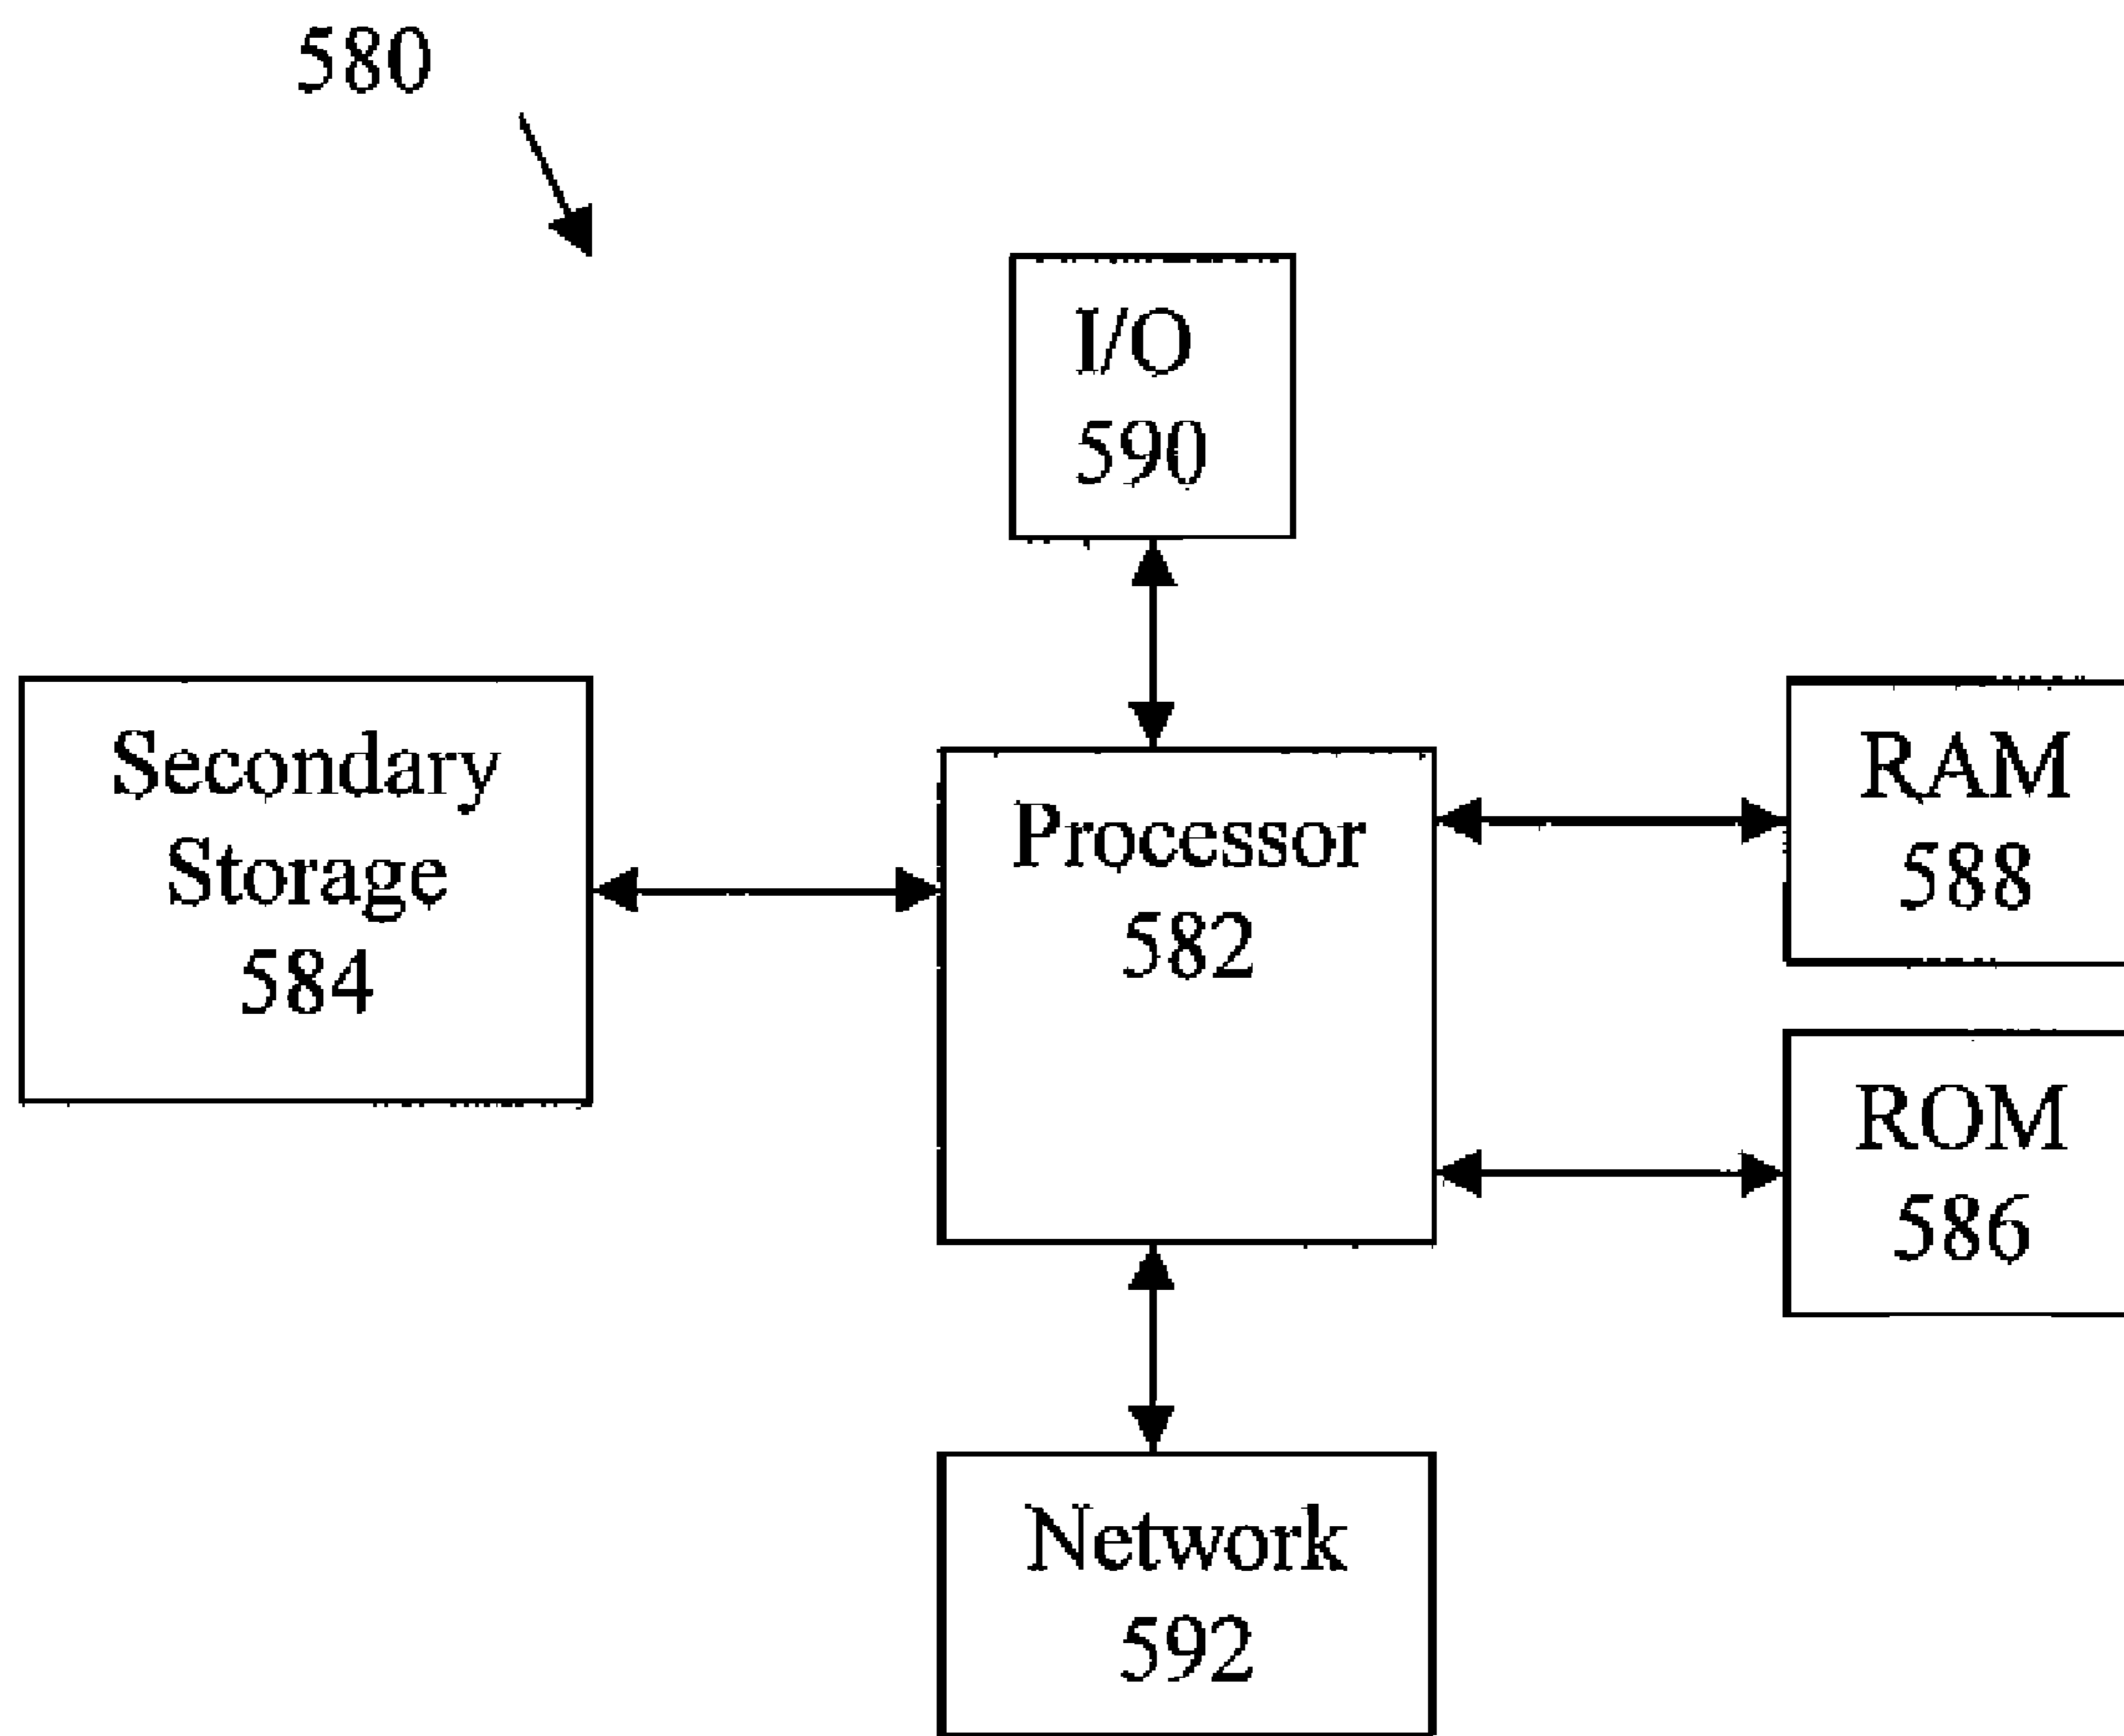 580
I/O
590
Secondary
Storage
584
Processor
582
RAM
588
ROM
586
Network
592